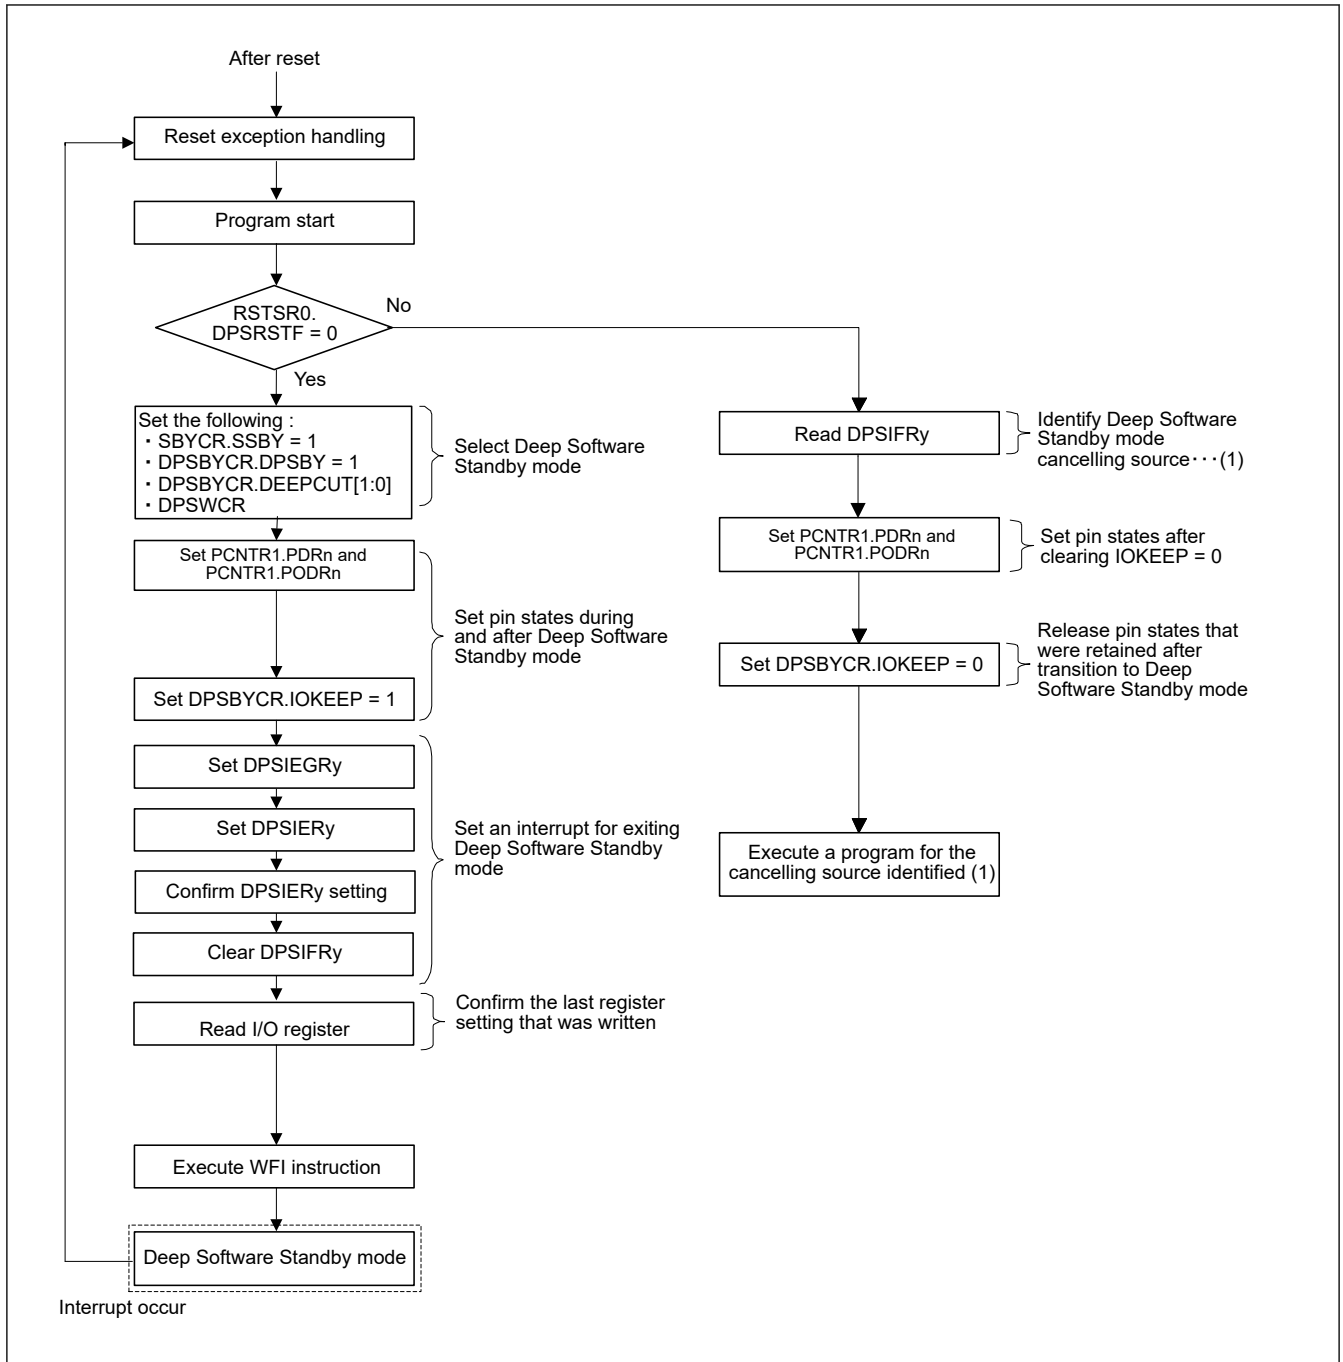 After reset
Reset exception handling
Program start
RSTSR0.
DPSRSTF = 0
No
Yes
Set the following :
・SBYCR.SSBY = 1
・DPSBYCR.DPSBY = 1
・DPSBYCR.DEEPCUT[1:0]
・DPSWCR
Select Deep Software
Standby mode
Set PCNTR1.PDRn and
PCNTR1.PODRn
Set pin states during
and after Deep Software
Standby mode
Set DPSBYCR.IOKEEP = 1
Set DPSIEGRy
Set DPSIERy
Confirm DPSIERy setting
Clear DPSIFRy
Set an interrupt for exiting
Deep Software Standby
mode
Read I/O register
Confirm the last register
setting that was written
Execute WFI instruction
Deep Software Standby mode
Interrupt occur
Read DPSIFRy
Identify Deep Software
Standby mode
cancelling source・・・(1)
Set PCNTR1.PDRn and
PCNTR1.PODRn
Set pin states after
clearing IOKEEP = 0
Set DPSBYCR.IOKEEP = 0
Release pin states that
were retained after
transition to Deep
Software Standby mode
Execute a program for the
cancelling source identified (1)